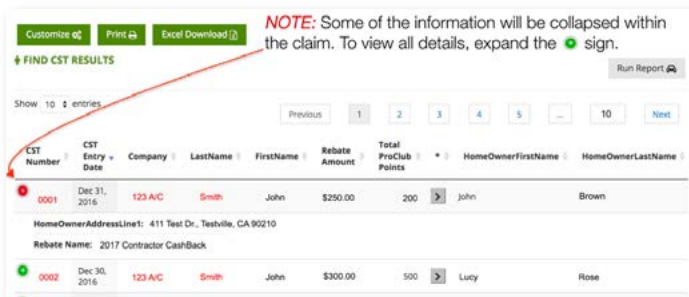 Customize
Print
Excel Download
NOTE: Some of the information will be collapsed within
the claim. To view all details, expand the sign.
FIND CST RESULTS
Run Report
Show 10 entries
Previous 1 2 3 4 5 ... 10 Next
CST Number CST Entry Date Company LastName FirstName Rebate Amount Total ProClub Points * HomeOwnerFirstName HomeOwnerLastName
0001 Dec 31, 2016 123 A/C Smith John $250.00 200 > John Brown
HomeOwnerAddressLine1: 411 Test Dr., Testville, CA 90210
Rebate Name: 2017 Contractor CashBack
0002 Dec 30, 2016 123 A/C Smith John $300.00 500 > Lucy Rose